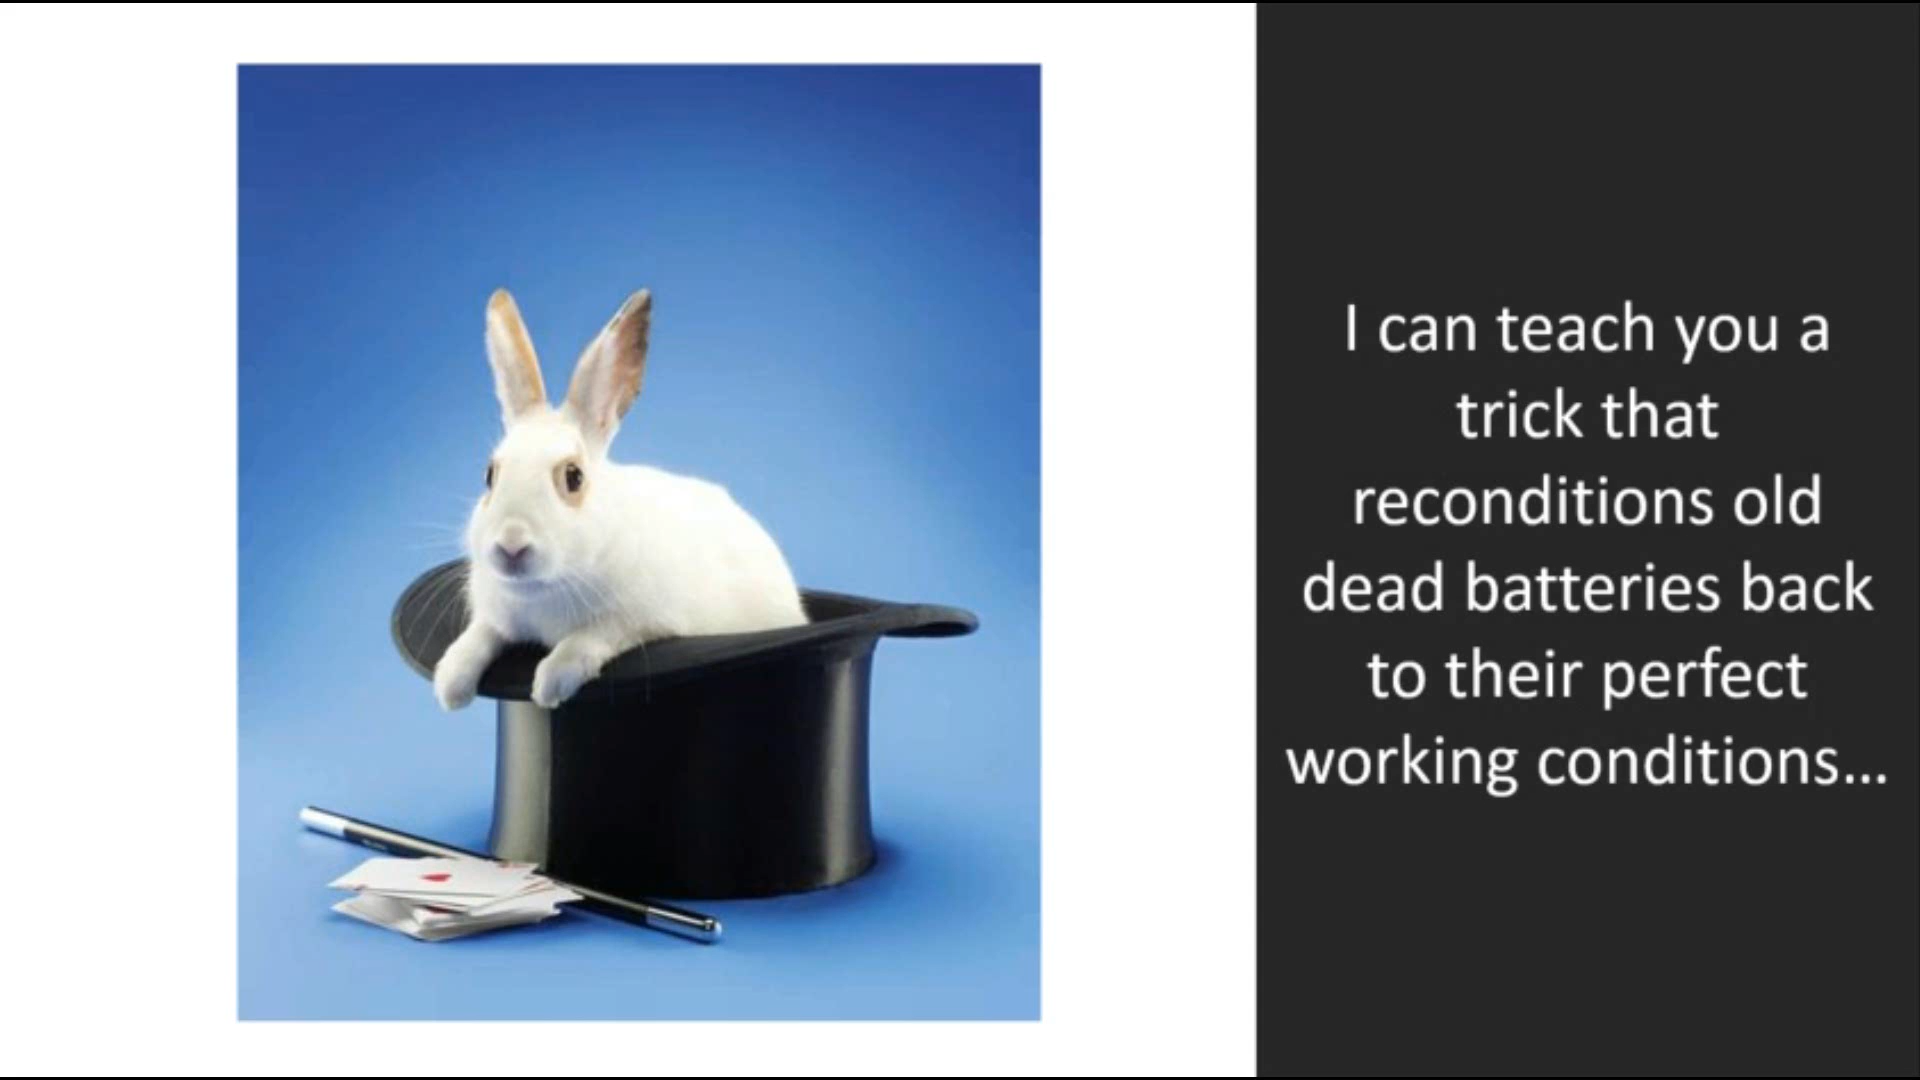 I can teach you a
trick that
reconditions old
dead batteries back
to their perfect
working conditions...